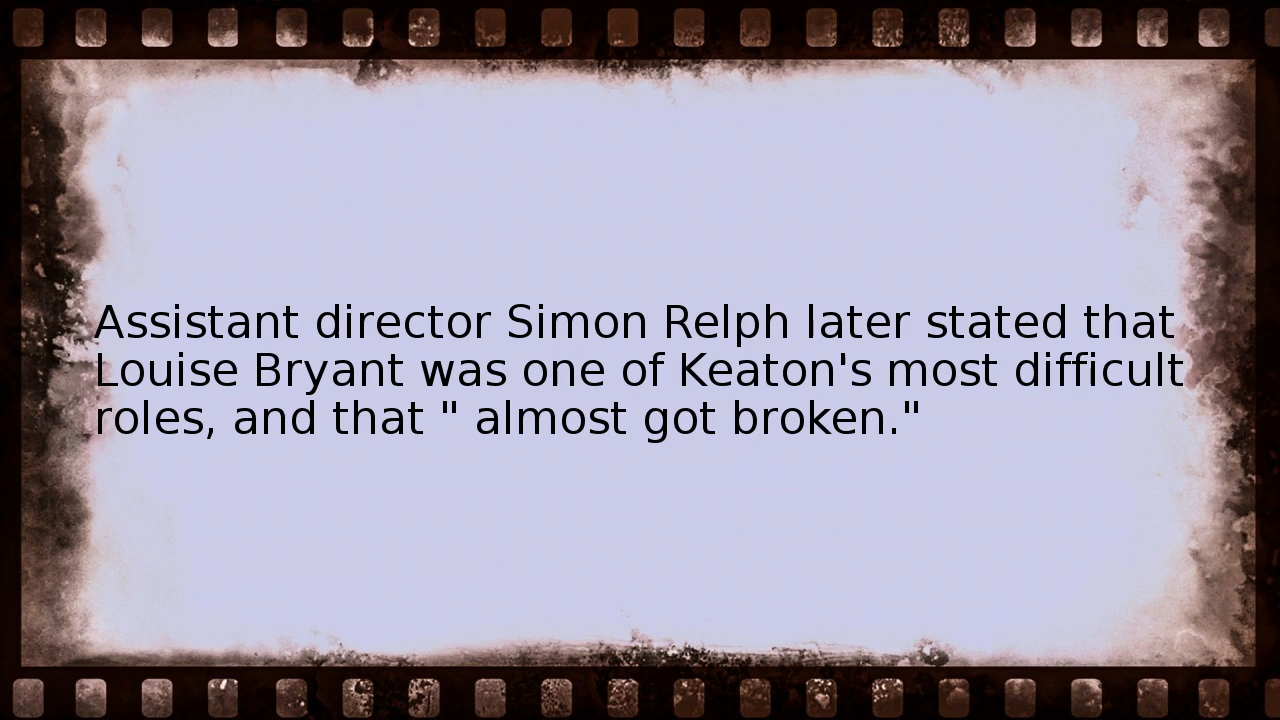 Assistant director Simon Relph later stated that
Louise Bryant was one of Keaton's most difficult
roles, and that " almost got broken."